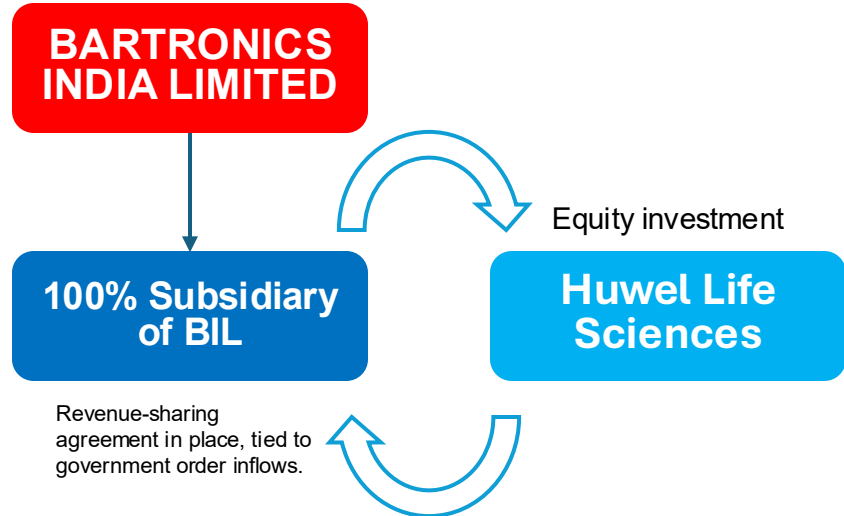 BARTRONICS
INDIA LIMITED
Equity investment
100% Subsidiary
of BIL
Huwel Life
Sciences
Revenue-sharing
agreement in place, tied to
government order inflows.